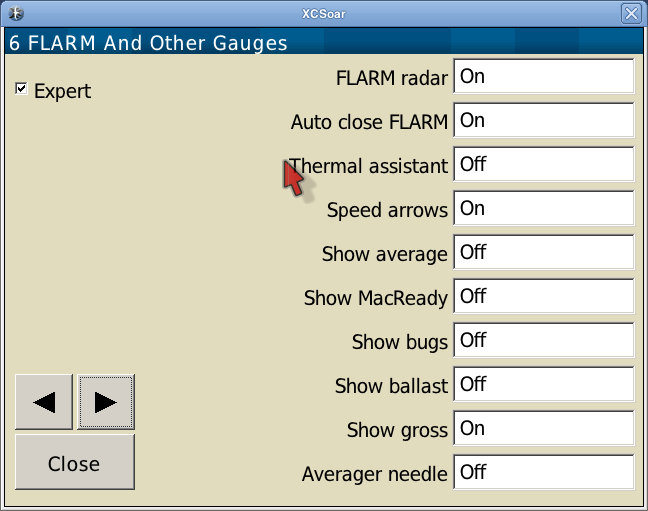 XCSoar
6 FLARM And Other Gauges
Expert
FLARM radar On
Auto close FLARM On
Thermal assistant Off
Speed arrows On
Show average Off
Show MacReady Off
Show bugs Off
Show ballast Off
Show gross On
Averager needle Off
Close